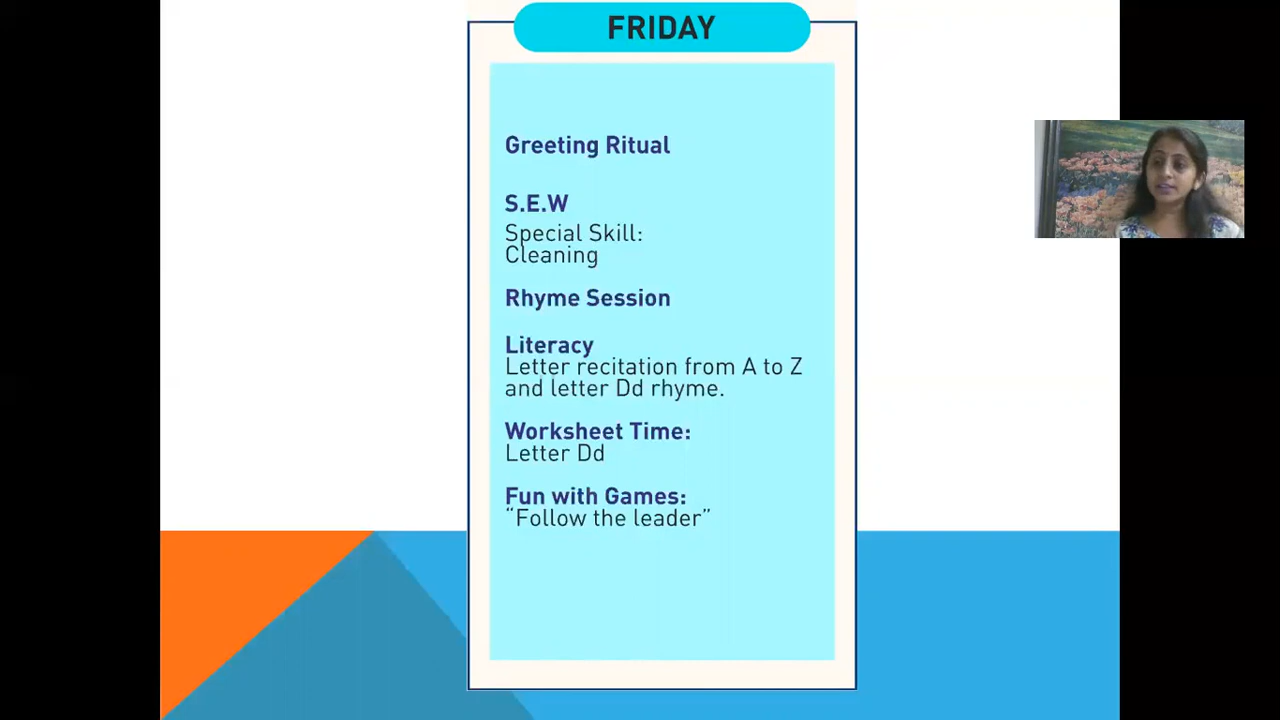 FRIDAY
Greeting Ritual
S.E.W
Special Skill:
Cleaning
Rhyme Session
Literacy
Letter recitation from A to Z
and letter Dd rhyme.
Worksheet Time:
Letter Dd
Fun with Games:
“Follow the leader”